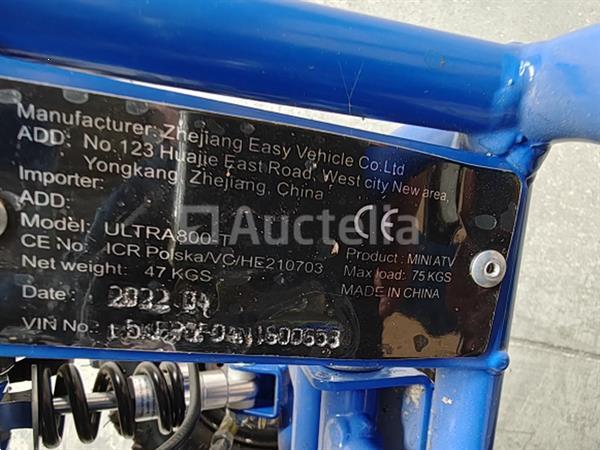 Manufacturer: Zhejiang Easy Vehicle Co.Ltd
ADD: No.123 Huajie East Road, West city New area,
Yongkang, Zhejiang, China
Importer:
ADD:
Model: ULTRA800-T
CE No: ICR Polska/VC/HE210703
Net weight: 47 KGS
Date: 2022 04
VIN No.:
CE
Product: MINI ATV
Max load: 75 KGS
MADE IN CHINA
Auctella